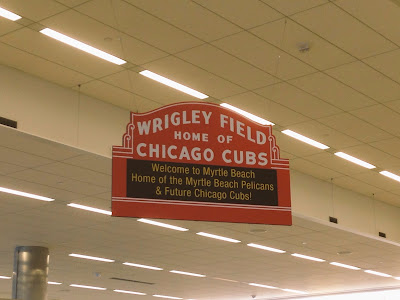 WRIGLEY FIELD
HOME OF
CHICAGO CUBS
Welcome to Myrtle Beach
Home of the Myrtle Beach Pelicans
& Future Chicago Cubs!